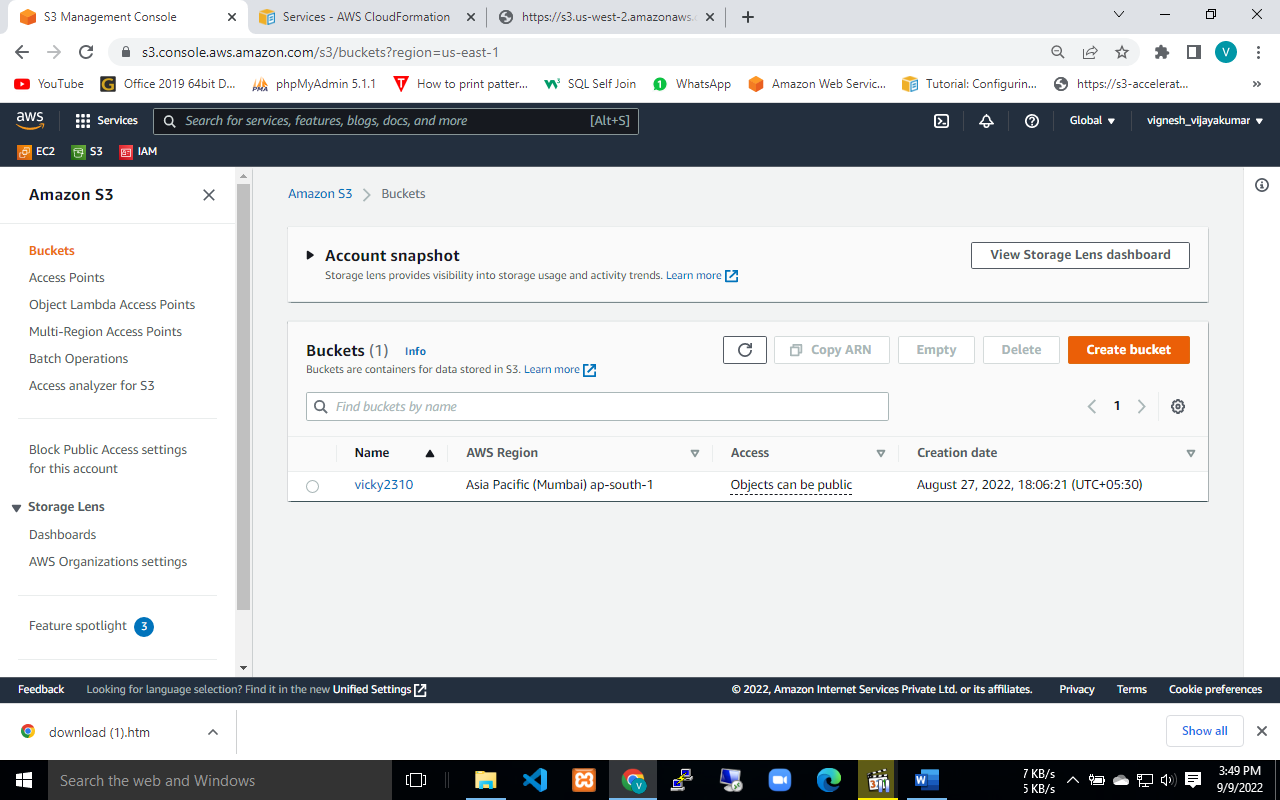 S3 Management Console
Services - AWS CloudFormation
https://s3.us-west-2.amazonaws.
s3.console.aws.amazon.com/s3/buckets?region=us-east-1
V
YouTube
Office 2019 64bit D...
phpMyAdmin 5.1.1
How to print patter...
SQL Self Join
WhatsApp
Amazon Web Servic...
Tutorial: Configurin...
https://s3-accelerat...
»
aws
Services
Search for services, features, blogs, docs, and more
[Alt+S]
Global
vignesh_vijayakumar
EC2
S3
IAM
Amazon S3
Buckets
Access Points
Object Lambda Access Points
Multi-Region Access Points
Batch Operations
Access analyzer for S3
Block Public Access settings
for this account
Storage Lens
Dashboards
AWS Organizations settings
Feature spotlight 3
Amazon S3 > Buckets
Account snapshot
Storage lens provides visibility into storage usage and activity trends. Learn more
View Storage Lens dashboard
Buckets (1) Info
Buckets are containers for data stored in S3. Learn more
Copy ARN
Empty
Delete
Create bucket
Find buckets by name
1
Name AWS Region Access Creation date
vicky2310 Asia Pacific (Mumbai) ap-south-1 Objects can be public August 27, 2022, 18:06:21 (UTC+05:30)
Feedback
Looking for language selection? Find it in the new Unified Settings
© 2022, Amazon Internet Services Private Ltd. or its affiliates.
Privacy
Terms
Cookie preferences
download (1).htm
Show all
Search the web and Windows
7 KB/s
5 KB/s
3:49 PM
9/9/2022